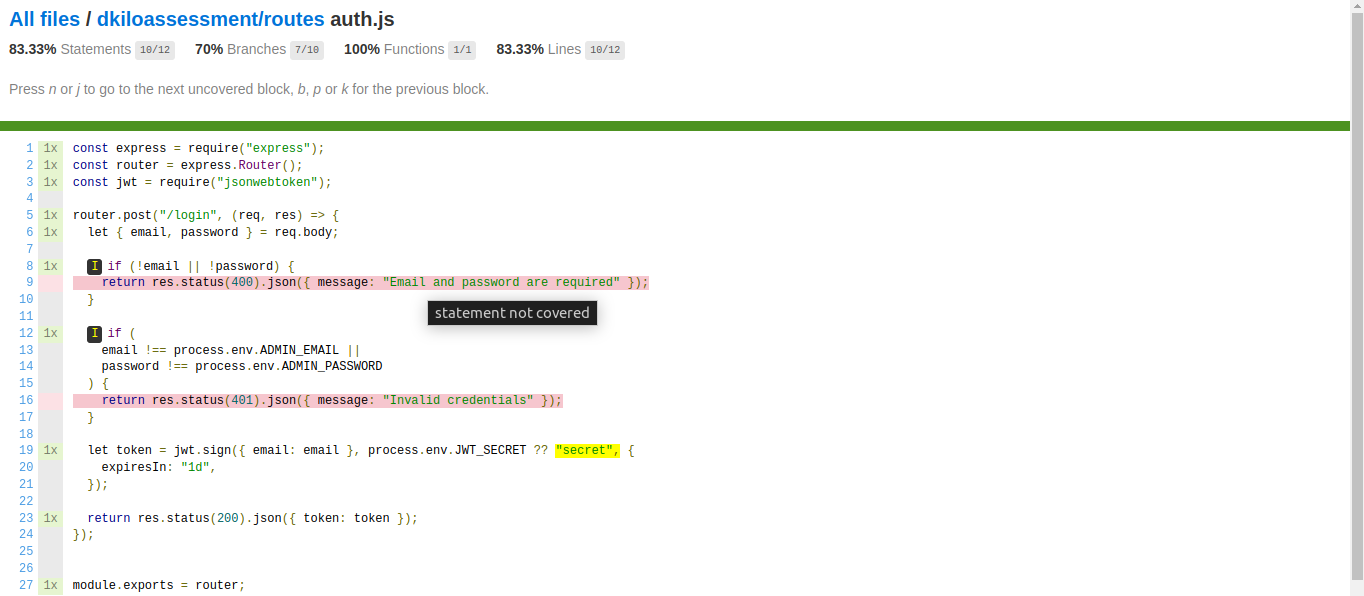 All files / dkiloassessment/routes auth.js
83.33% Statements 10/12 70% Branches 7/10 100% Functions 1/1 83.33% Lines 10/12
Press n or j to go to the next uncovered block, b, p or k for the previous block.
1 1x const express = require("express");
2 1x const router = express.Router();
3 1x const jwt = require("jsonwebtoken");
4
5 1x router.post("/login", (req, res) => {
6 1x let { email, password } = req.body;
7
8 1x I if (!email || !password) {
9 return res.status(400).json({ message: "Email and password are required" });
10 }
statement not covered
11
12 1x I if (
13 email !== process.env.ADMIN_EMAIL ||
14 password !== process.env.ADMIN_PASSWORD
15 ) {
16 return res.status(401).json({ message: "Invalid credentials" });
17 }
18
19 1x let token = jwt.sign({ email: email }, process.env.JWT_SECRET ?? "secret", {
20 expiresIn: "1d",
21 });
22
23 1x return res.status(200).json({ token: token });
24 });
25
26
27 1x module.exports = router;